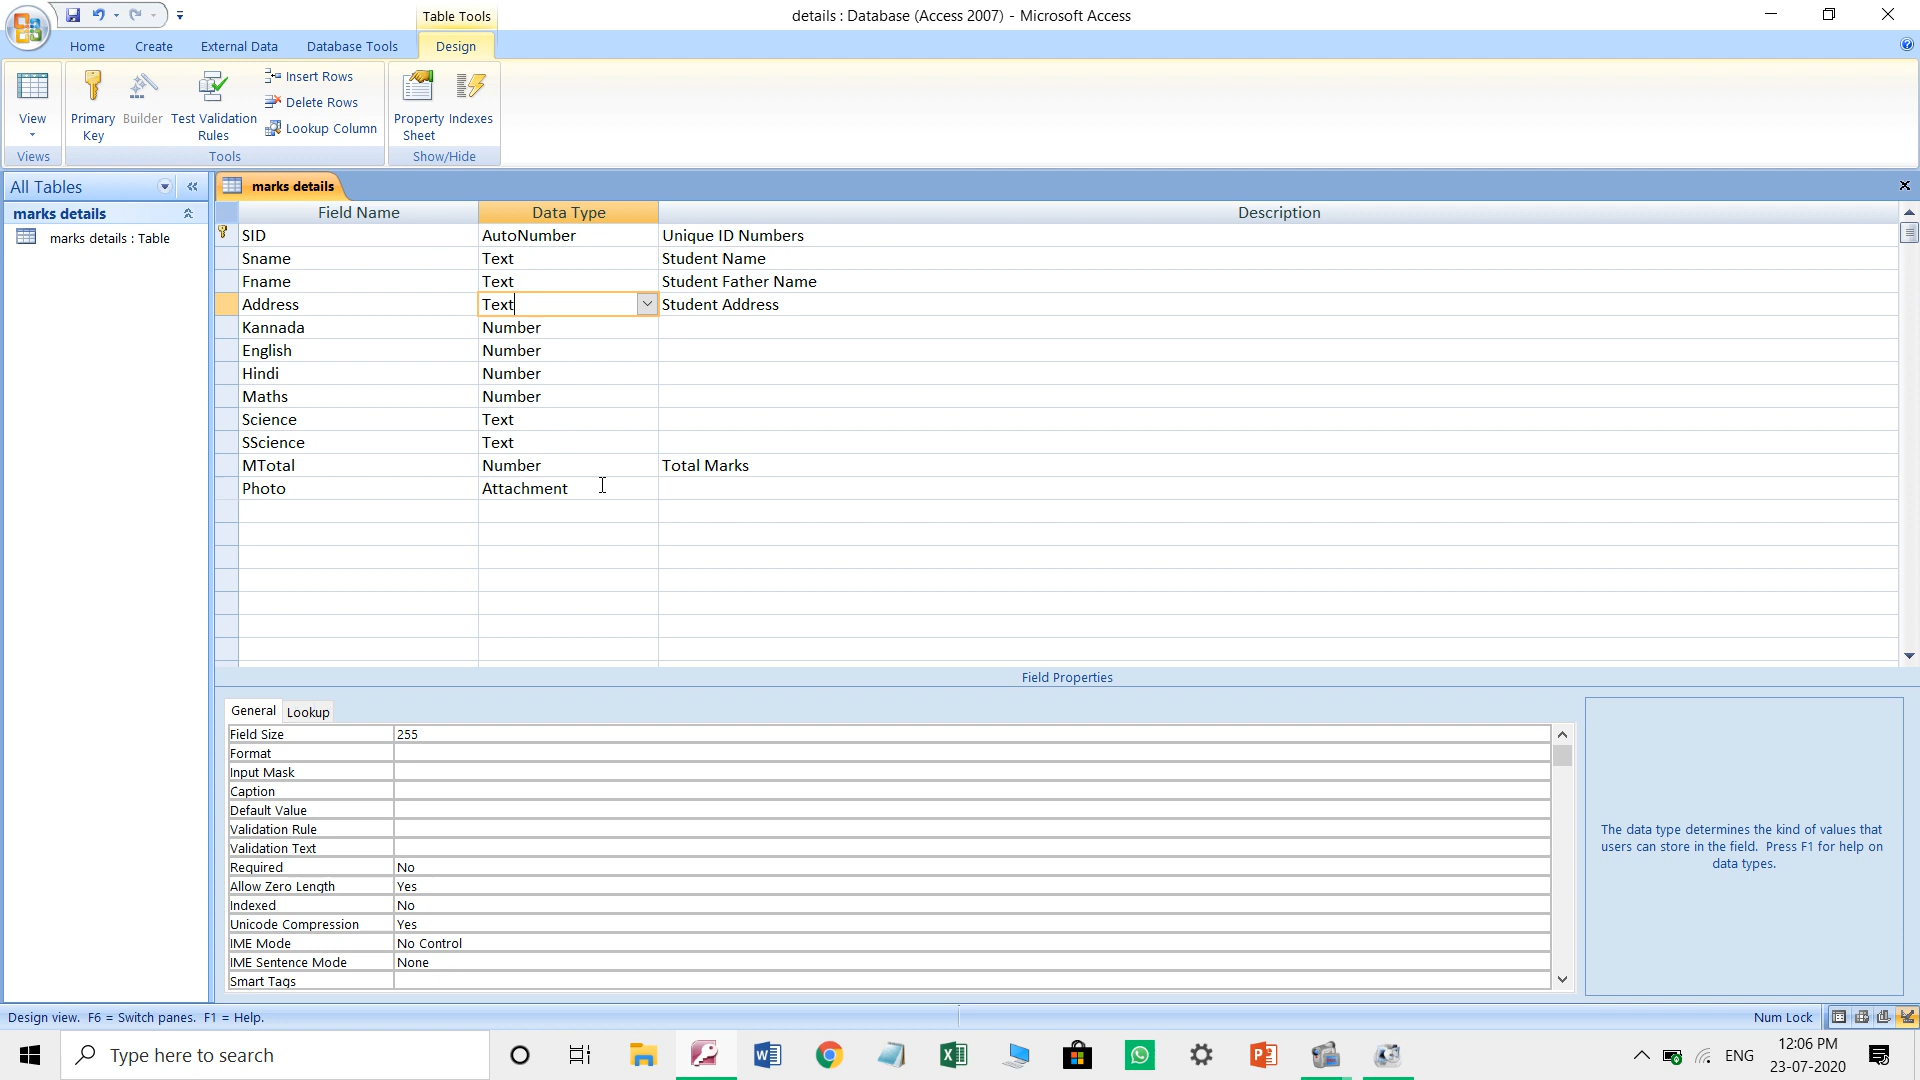 Table Tools
details : Database (Access 2007) - Microsoft Access
Home Create External Data Database Tools Design
View Primary Key Builder Test Validation Rules Insert Rows Delete Rows Lookup Column Property Sheet Indexes
Views Tools Show/Hide
All Tables
marks details
marks details
marks details : Table
Field Name Data Type Description
SID AutoNumber Unique ID Numbers
Sname Text Student Name
Fname Text Student Father Name
Address Text Student Address
Kannada Number
English Number
Hindi Number
Maths Number
Science Text
SScience Text
MTotal Number Total Marks
Photo Attachment
Field Properties
General Lookup
Field Size 255
Format
Input Mask
Caption
Default Value
Validation Rule
Validation Text
Required No
Allow Zero Length Yes
Indexed No
Unicode Compression Yes
IME Mode No Control
IME Sentence Mode None
Smart Tags
The data type determines the kind of values that
users can store in the field. Press F1 for help on
data types.
Design view. F6 = Switch panes. F1 = Help.
Num Lock
Type here to search
ENG
12:06 PM
23-07-2020